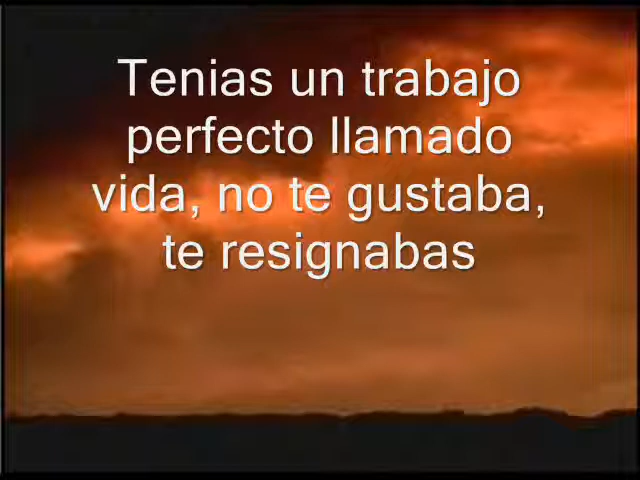 Tenias un trabajo
perfecto llamado
vida, no te gustaba,
te resignabas